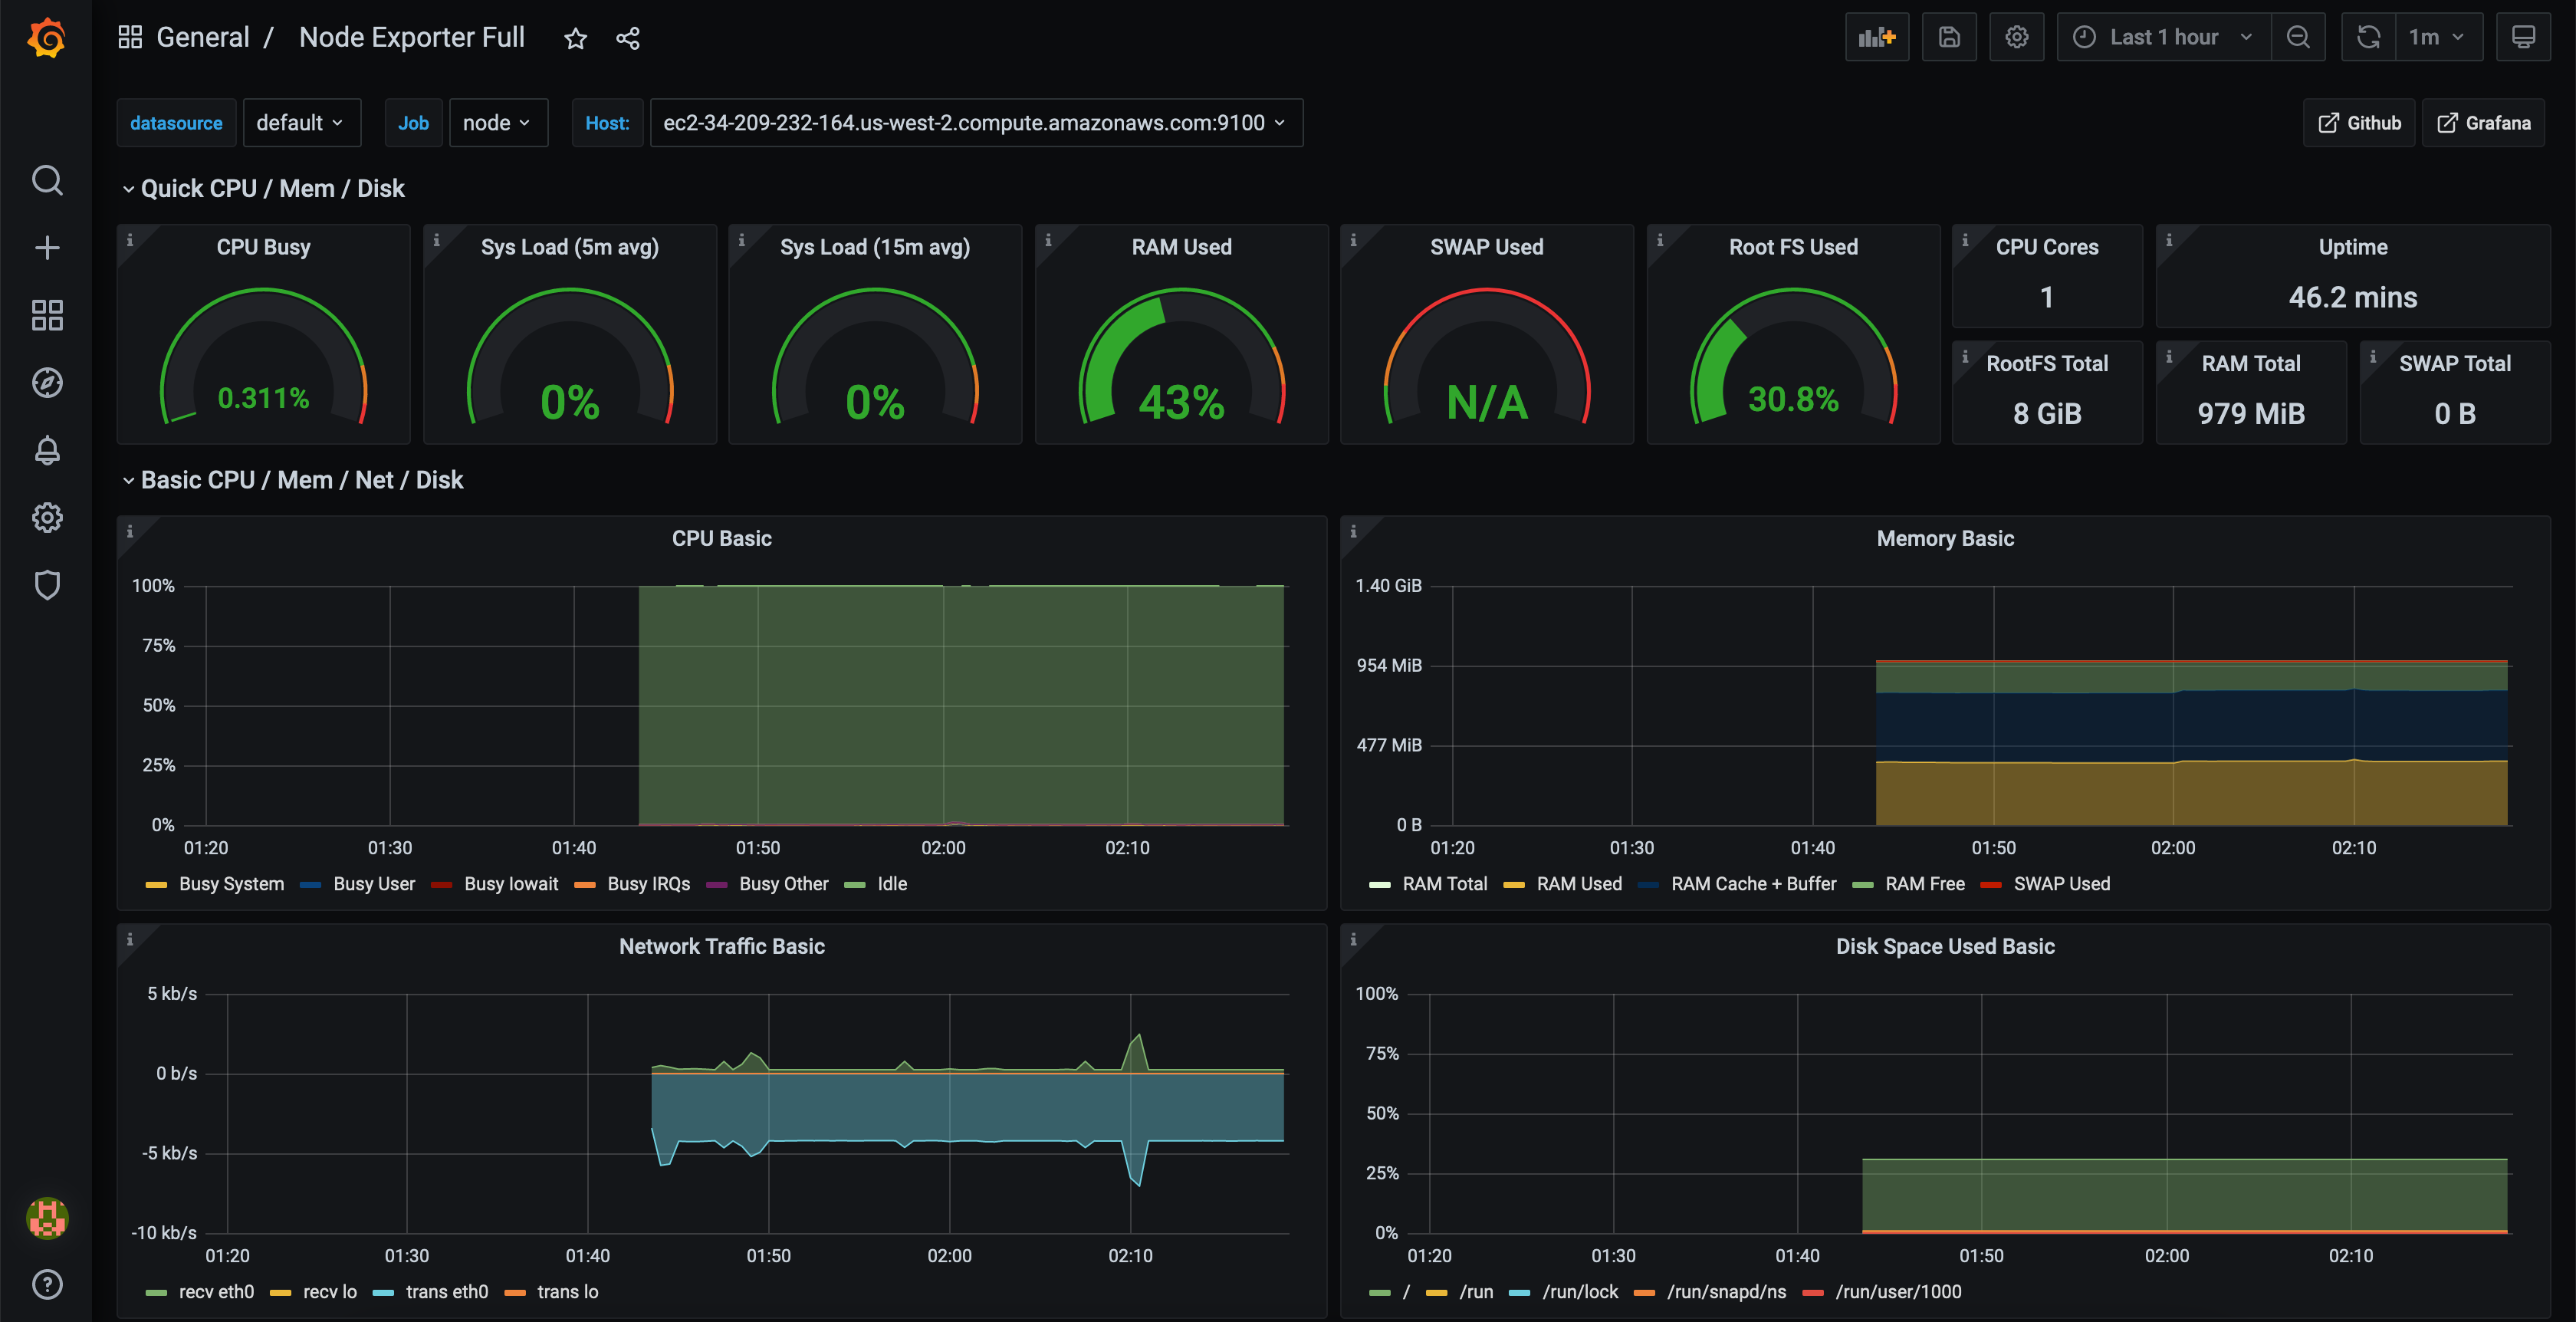 General / Node Exporter Full
Last 1 hour
1m
datasource default Job node Host: ec2-34-209-232-164.us-west-2.compute.amazonaws.com:9100
Github Grafana
Quick CPU / Mem / Disk
CPU Busy
0.311%
Sys Load (5m avg)
0%
Sys Load (15m avg)
0%
RAM Used
43%
SWAP Used
N/A
Root FS Used
30.8%
CPU Cores
1
Uptime
46.2 mins
RootFS Total
8 GiB
RAM Total
979 MiB
SWAP Total
0 B
Basic CPU / Mem / Net / Disk
CPU Basic
100%
75%
50%
25%
0%
01:20 01:30 01:40 01:50 02:00 02:10
Busy System Busy User Busy Iowait Busy IRQs Busy Other Idle
Memory Basic
1.40 GiB
954 MiB
477 MiB
0 B
01:20 01:30 01:40 01:50 02:00 02:10
RAM Total RAM Used RAM Cache + Buffer RAM Free SWAP Used
Network Traffic Basic
5 kb/s
0 b/s
-5 kb/s
-10 kb/s
01:20 01:30 01:40 01:50 02:00 02:10
recv eth0 recv lo trans eth0 trans lo
Disk Space Used Basic
100%
75%
50%
25%
0%
01:20 01:30 01:40 01:50 02:00 02:10
/ /run /run/lock /run/snapd/ns /run/user/1000